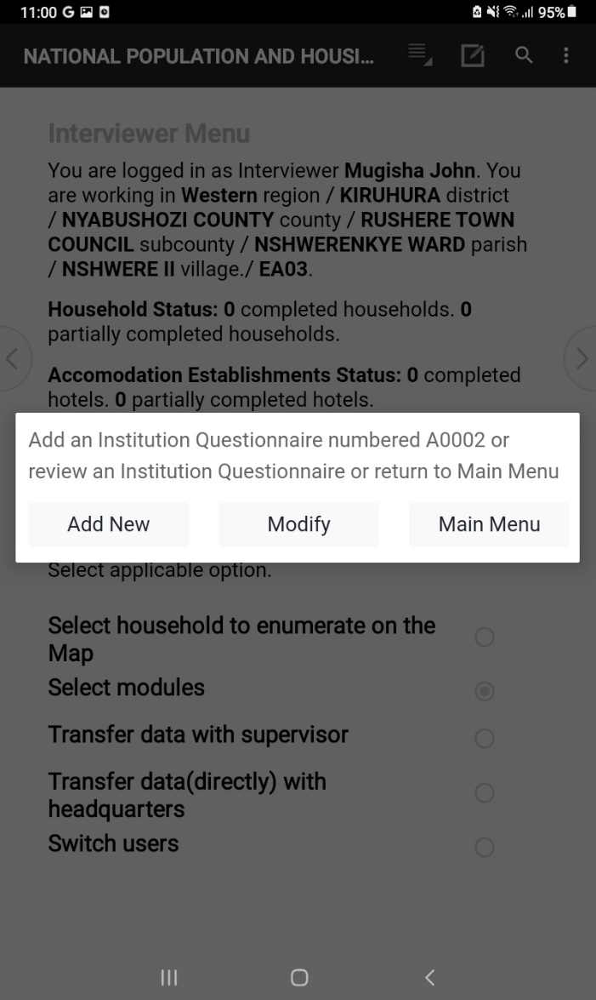 11:00 G 95%
NATIONAL POPULATION AND HOUSI...
Interviewer Menu
You are logged in as Interviewer Mugisha John. You
are working in Western region / KIRUHURA district
/ NYABUSHOZI COUNTY county / RUSHERE TOWN
COUNCIL subcounty / NSHWERENKYE WARD parish
/ NSHWERE II village./ EA03.
Household Status: 0 completed households. 0
partially completed households.
Accomodation Establishments Status: 0 completed
hotels. 0 partially completed hotels.
Add an Institution Questionnaire numbered A0002 or
review an Institution Questionnaire or return to Main Menu
Add New Modify Main Menu
Select applicable option.
Select household to enumerate on the
Map
Select modules
Transfer data with supervisor
Transfer data(directly) with
headquarters
Switch users